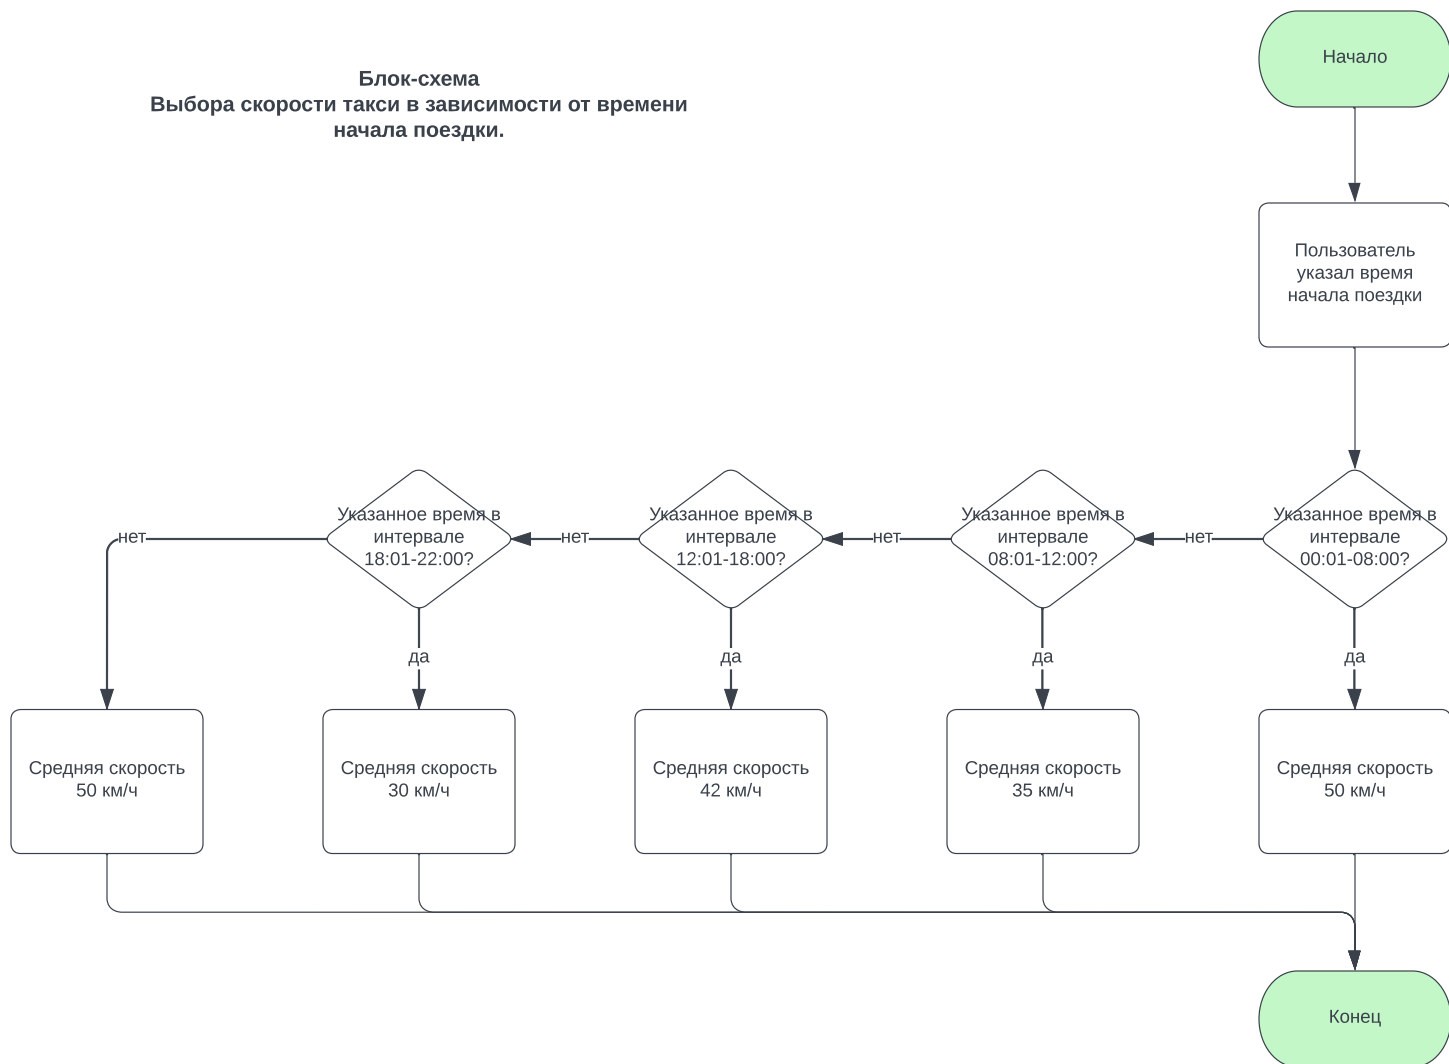 Начало
Блок-схема
Выбора скорости такси в зависимости от времени
начала поездки.
Пользователь
указал время
начала поездки
Указанное время в
интервале
18:01-22:00?
Указанное время в
интервале
12:01-18:00?
Указанное время в
интервале
08:01-12:00?
Указанное время в
интервале
00:01-08:00?
нет
нет
нет
нет
да
да
да
да
Средняя скорость
50 км/ч
Средняя скорость
30 км/ч
Средняя скорость
42 км/ч
Средняя скорость
35 км/ч
Средняя скорость
50 км/ч
Конец